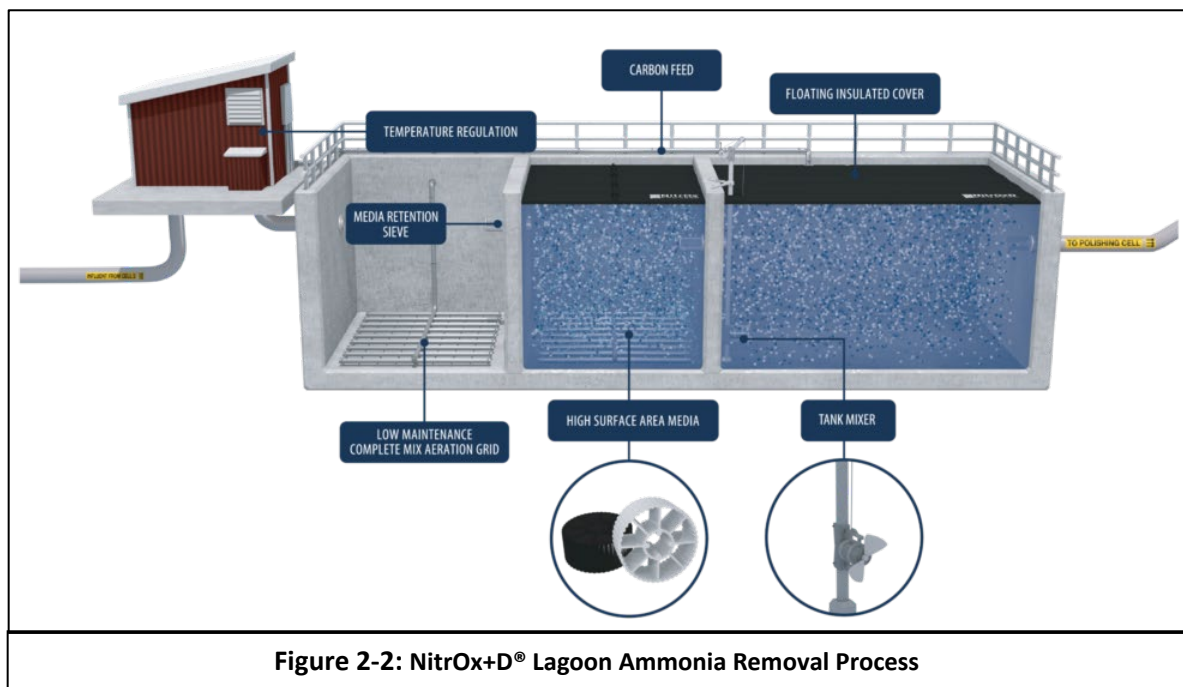 CARBON FEED
FLOATING INSULATED COVER
TEMPERATURE REGULATION
MEDIA RETENTION
SIEVE
TO POLISHING CELL
INFLUENT FROM CELL 2
LOW MAINTENANCE
COMPLETE MIX AERATION GRID
HIGH SURFACE AREA MEDIA
TANK MIXER
Figure 2-2: NitrOx+D® Lagoon Ammonia Removal Process